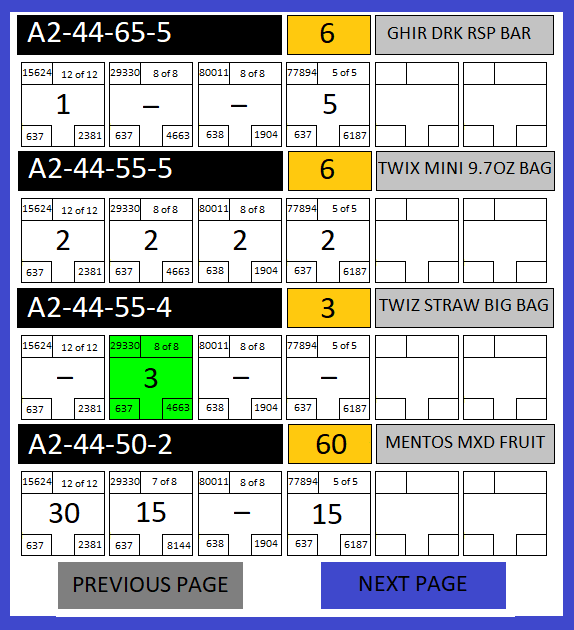 A2-44-65-5 6 GHIR DRK RSP BAR
15624 12 of 12 29330 8 of 8 80011 8 of 8 77894 5 of 5
1 – – 5
637 2381 637 4663 638 1904 637 6187
A2-44-55-5 6 TWIX MINI 9.7OZ BAG
15624 12 of 12 29330 8 of 8 80011 8 of 8 77894 5 of 5
2 2 2 2
637 2381 637 4663 638 1904 637 6187
A2-44-55-4 3 TWIZ STRAW BIG BAG
15624 12 of 12 29330 8 of 8 80011 8 of 8 77894 5 of 5
– 3 – –
637 2381 637 4663 638 1904 637 6187
A2-44-50-2 60 MENTOS MXD FRUIT
15624 12 of 12 29330 7 of 8 80011 8 of 8 77894 5 of 5
30 15 – 15
637 2381 637 8144 638 1904 637 6187
PREVIOUS PAGE NEXT PAGE